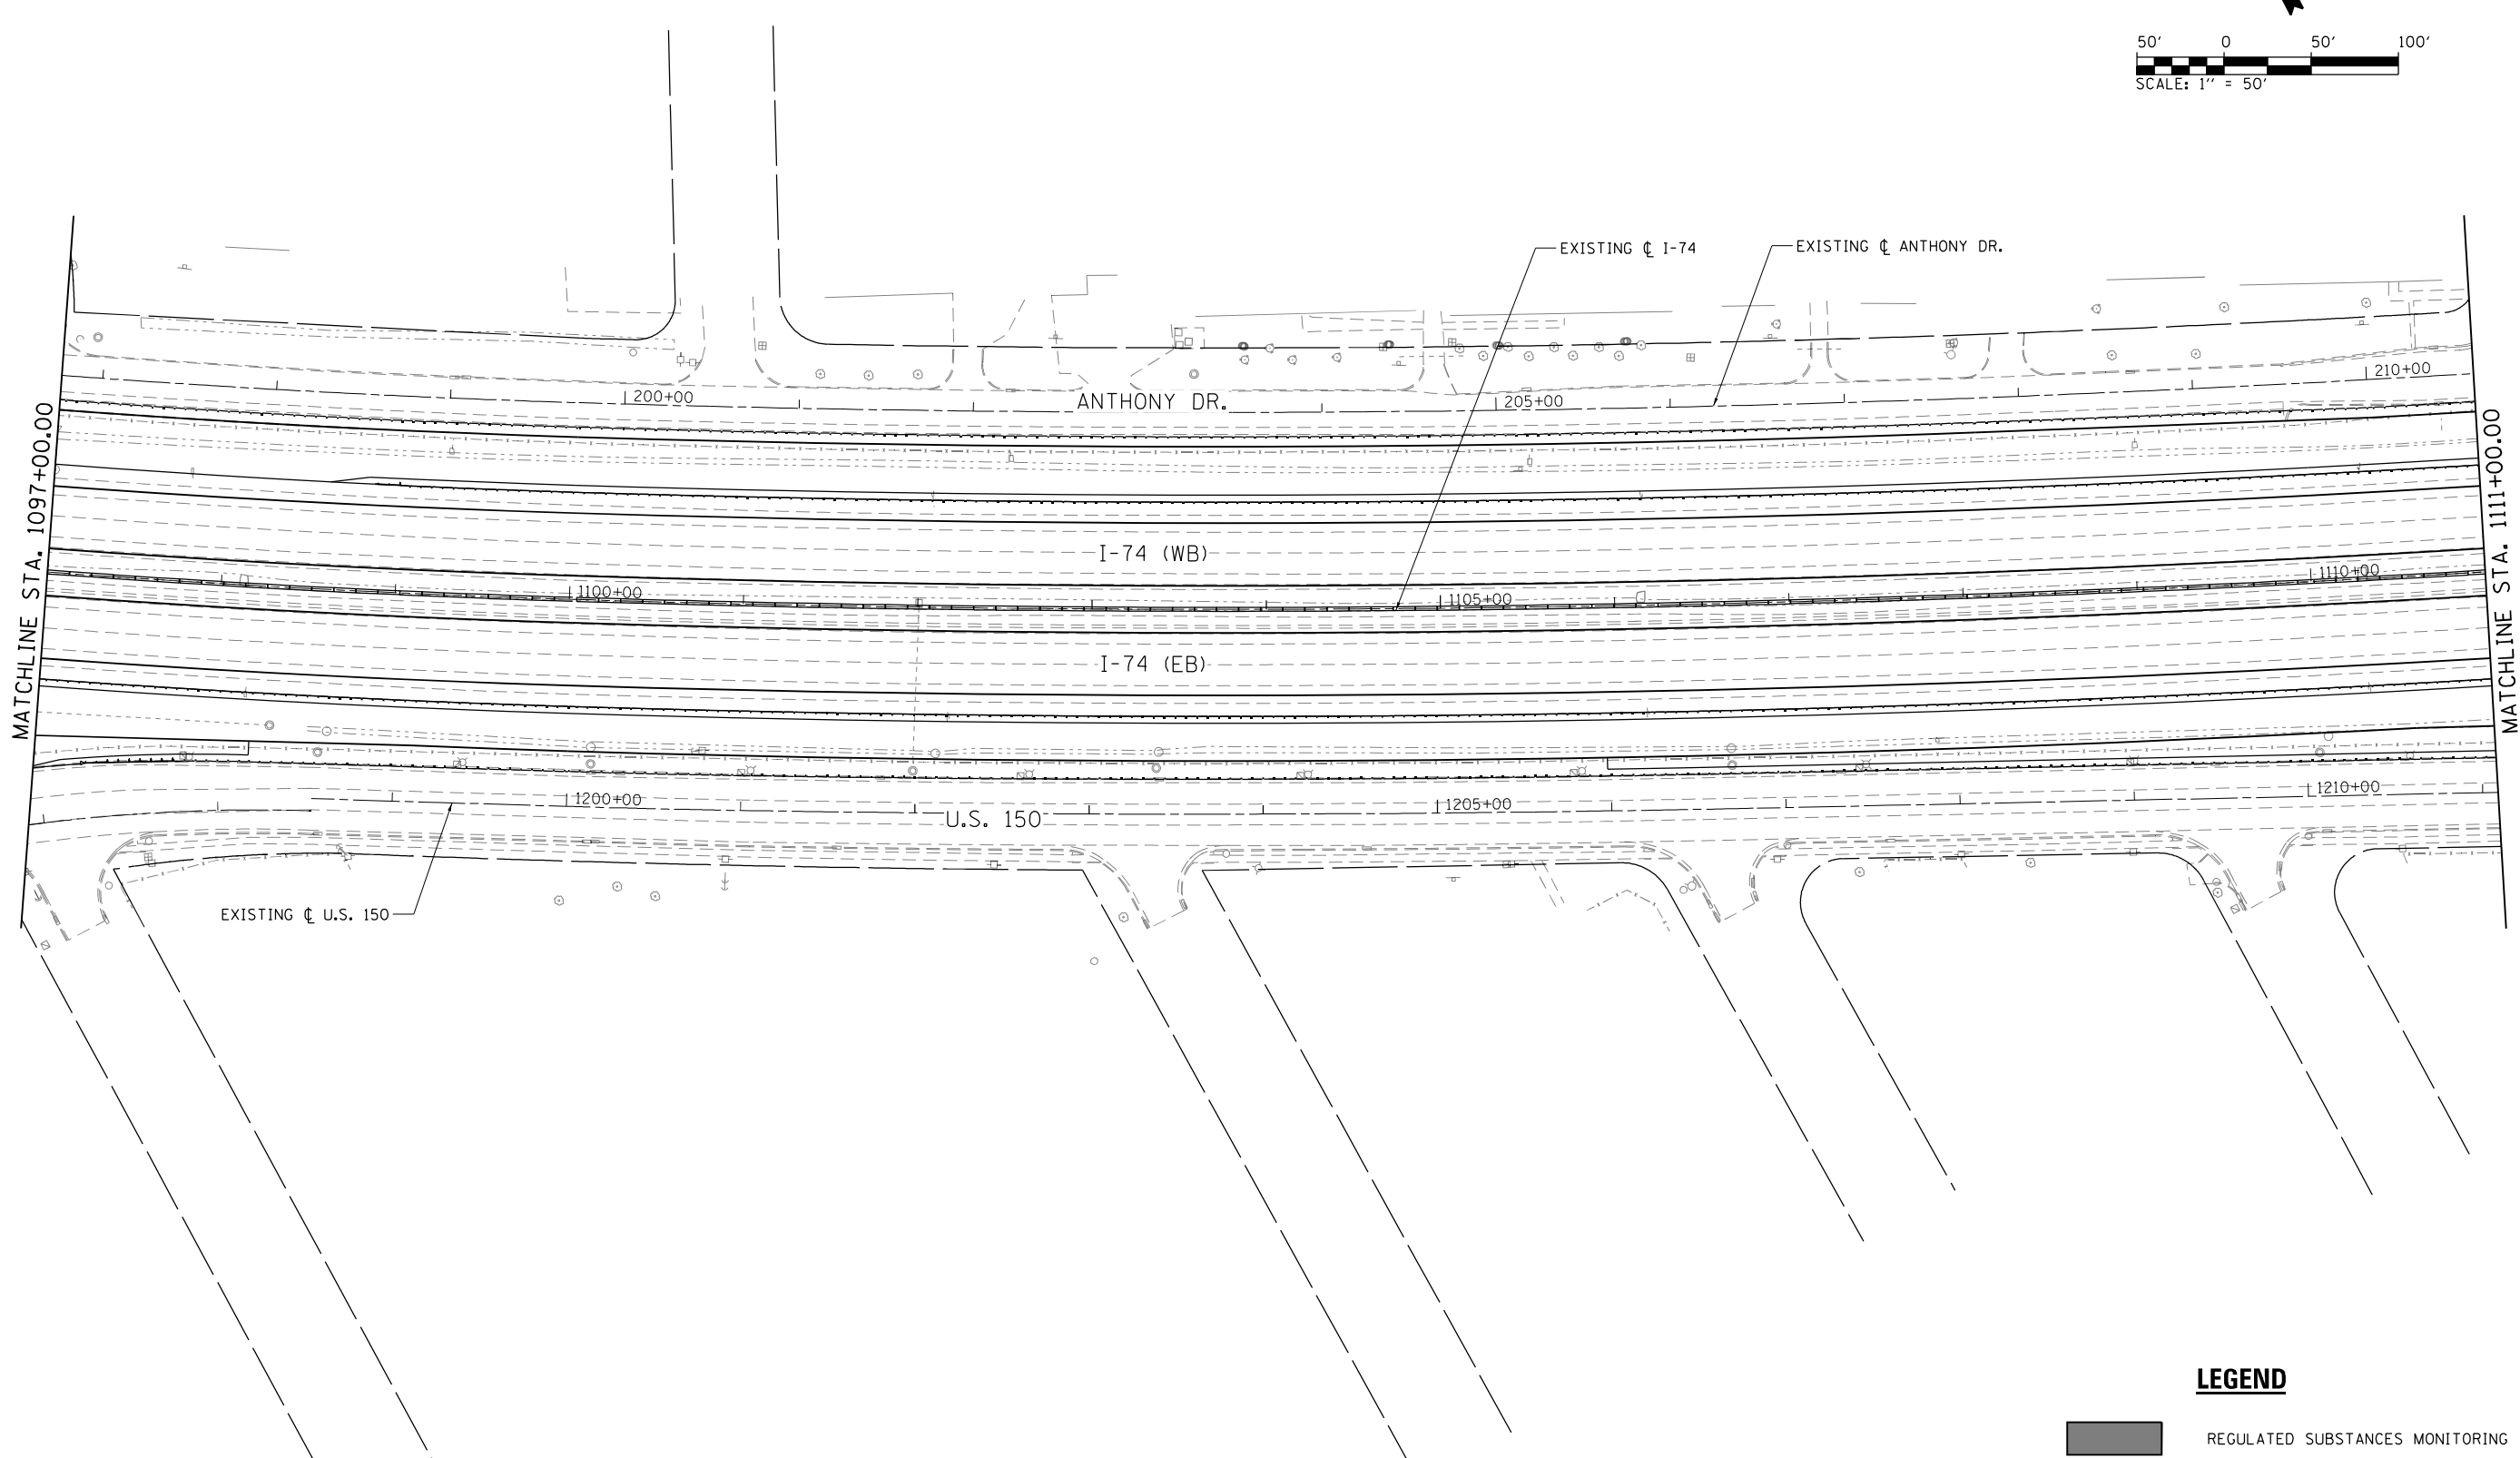 50' 0 50' 100'
SCALE: 1" = 50'
EXISTING ℄ I-74
EXISTING ℄ ANTHONY DR.
MATCHLINE STA. 1097+00.00
MATCHLINE STA. 1111+00.00
200+00
ANTHONY DR.
205+00
210+00
I-74 (WB)
1100+00
1105+00
1110+00
I-74 (EB)
1200+00
U.S. 150
1205+00
1210+00
EXISTING ℄ U.S. 150
LEGEND
REGULATED SUBSTANCES MONITORING